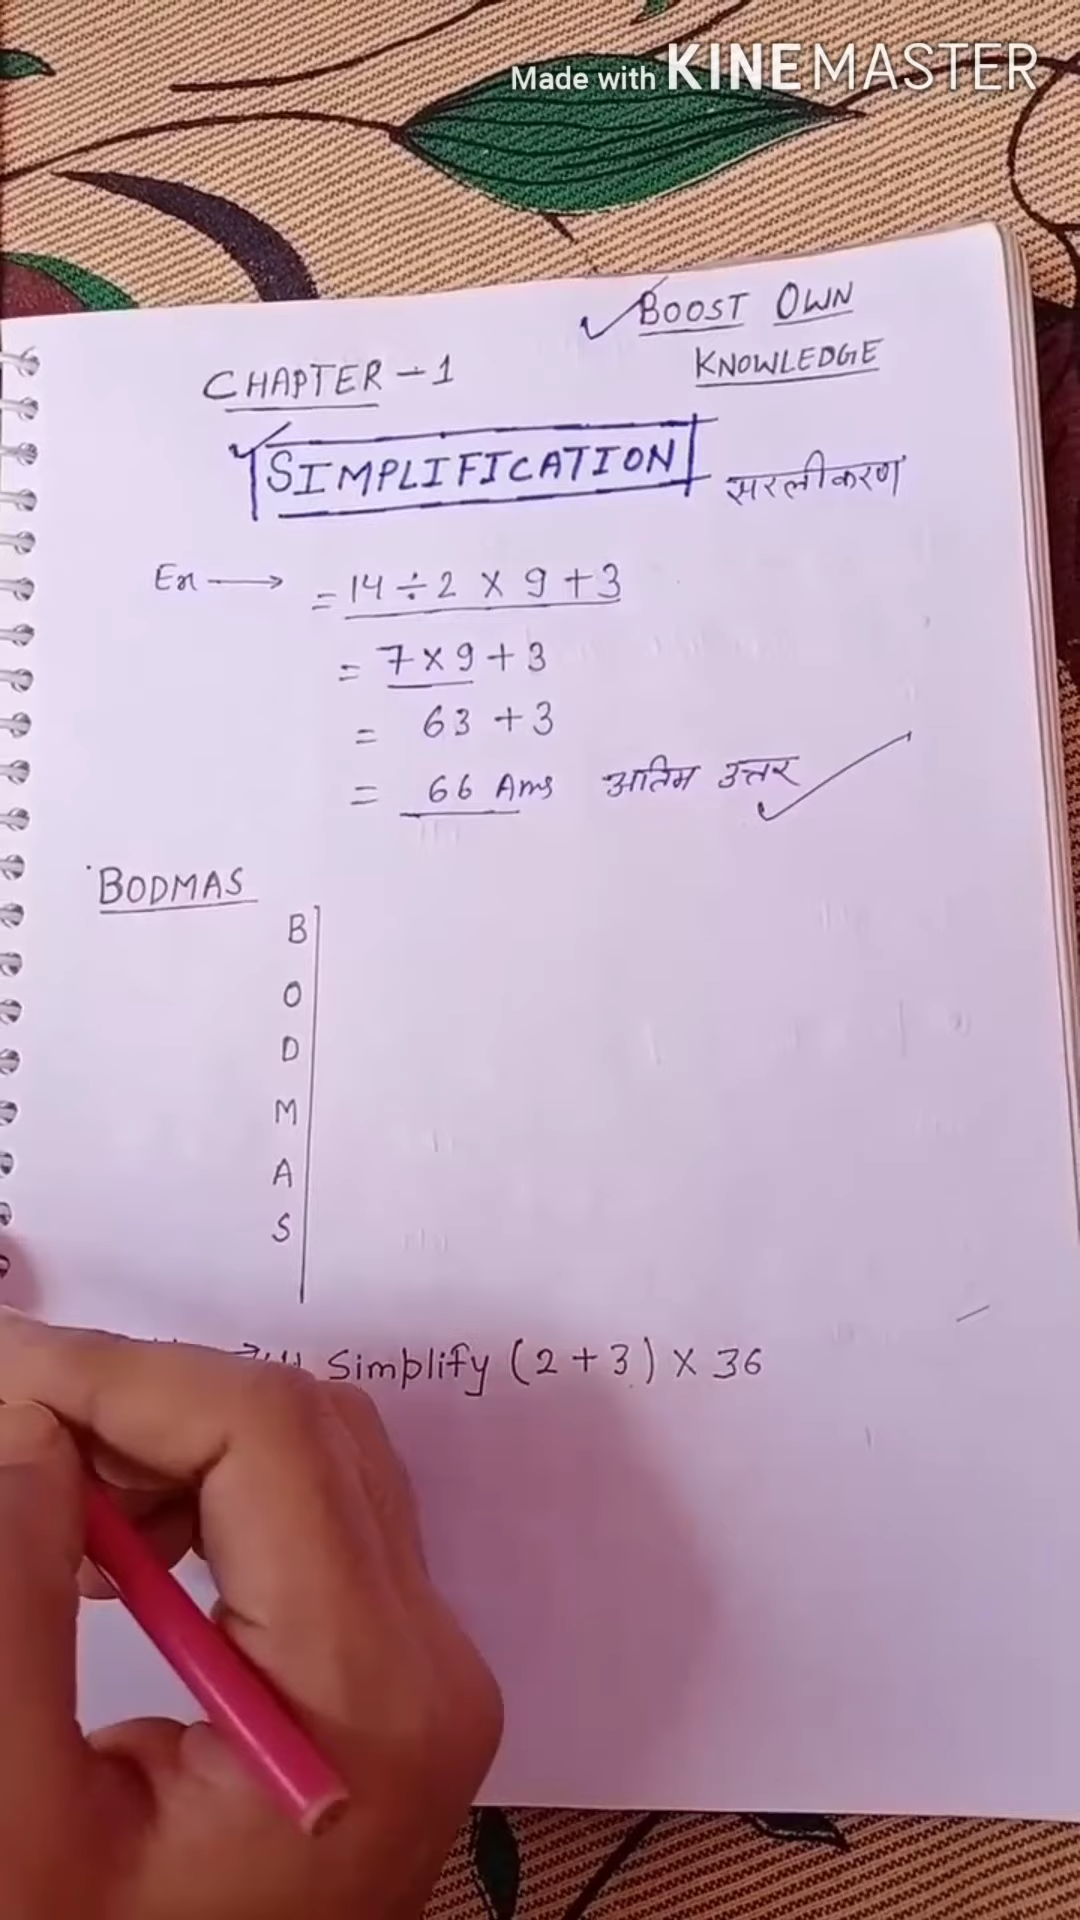 Made with KINEMASTER
BOOST OWN
KNOWLEDGE
CHAPTER - 1
SIMPLIFICATION सरलीकरण
Ex → = 14 ÷ 2 × 9 + 3
= 7 × 9 + 3
= 63 + 3
= 66 Ans अतिम उत्तर
BODMAS
B
O
D
M
A
S
Simplify (2 + 3) × 36